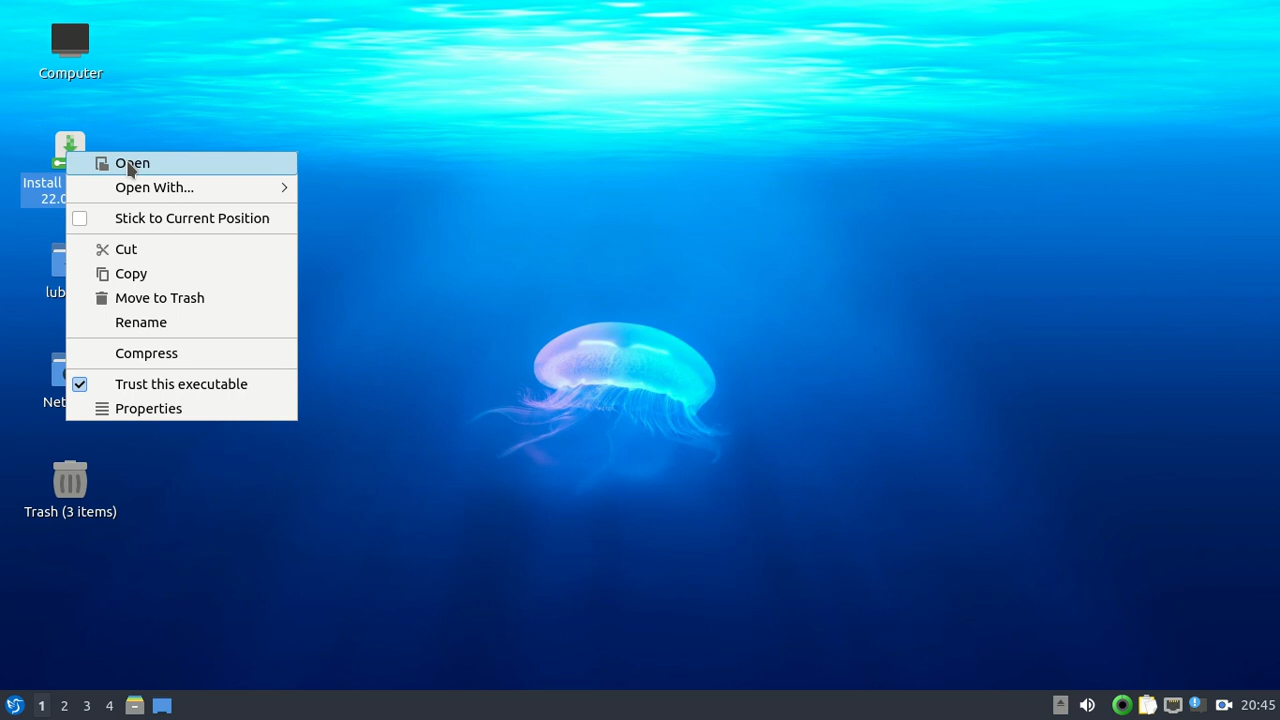 Computer
Install
22.0
lub
Net
Trash (3 items)
Open
Open With...
Stick to Current Position
Cut
Copy
Move to Trash
Rename
Compress
Trust this executable
Properties
1
2
3
4
20:45